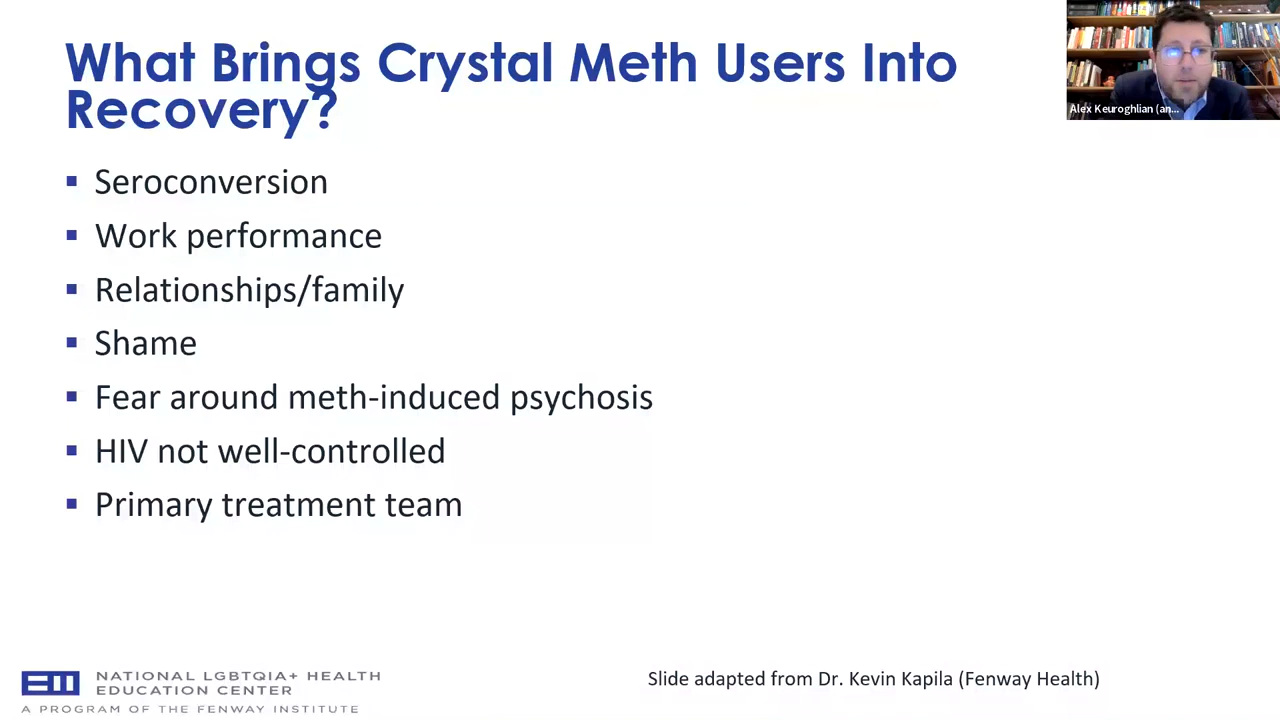 What Brings Crystal Meth Users Into
Recovery?
Alex Keuroghlian (an...
▪ Seroconversion
▪ Work performance
▪ Relationships/family
▪ Shame
▪ Fear around meth-induced psychosis
▪ HIV not well-controlled
▪ Primary treatment team
NATIONAL LGBTQIA+ HEALTH
EDUCATION CENTER
A PROGRAM OF THE FENWAY INSTITUTE
Slide adapted from Dr. Kevin Kapila (Fenway Health)